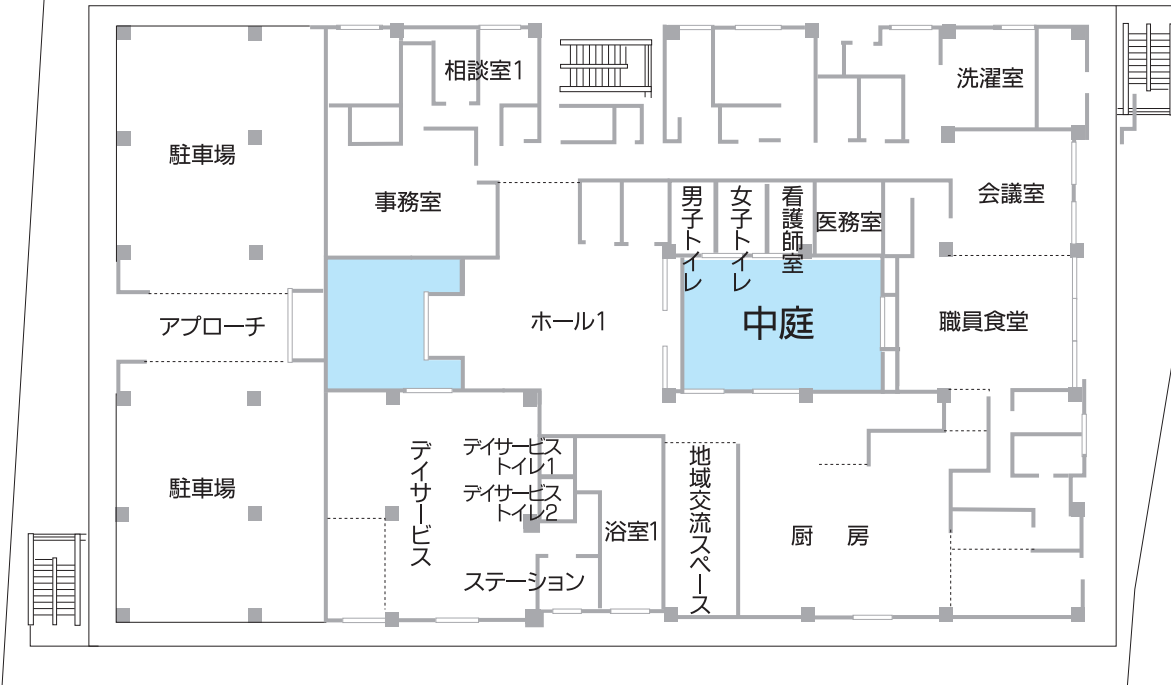 相談室1
洗濯室
駐車場
事務室
男子トイレ
女子トイレ
看護師室
医務室
会議室
アプローチ
ホール1
中庭
職員食堂
デイサービス
デイサービス
トイレ1
デイサービス
トイレ2
地域交流スペース
駐車場
浴室1
厨 房
ステーション